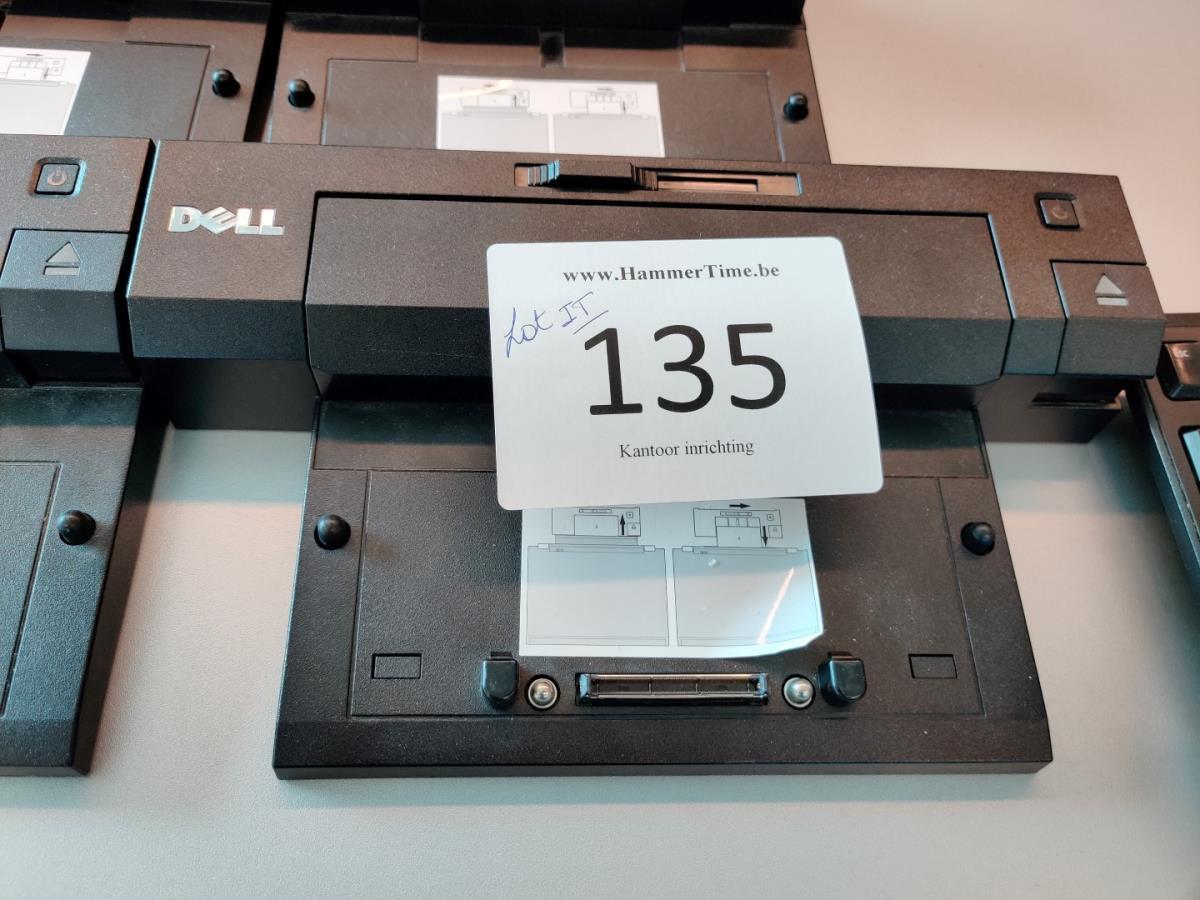 DELL
www.HammerTime.be
Lot IT
135
Kantoor inrichting